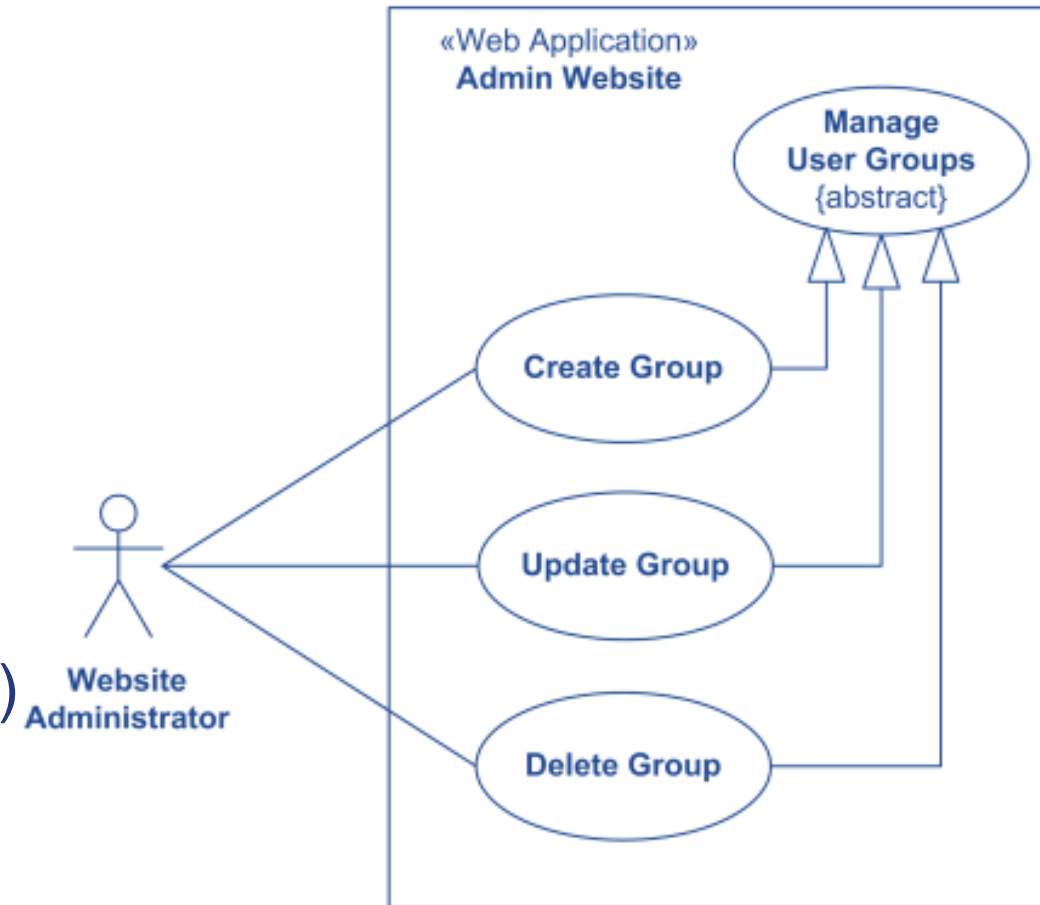 «Web Application»
Admin Website
Manage
User Groups
{abstract}
Create Group
Update Group
)
Website
Administrator
Delete Group